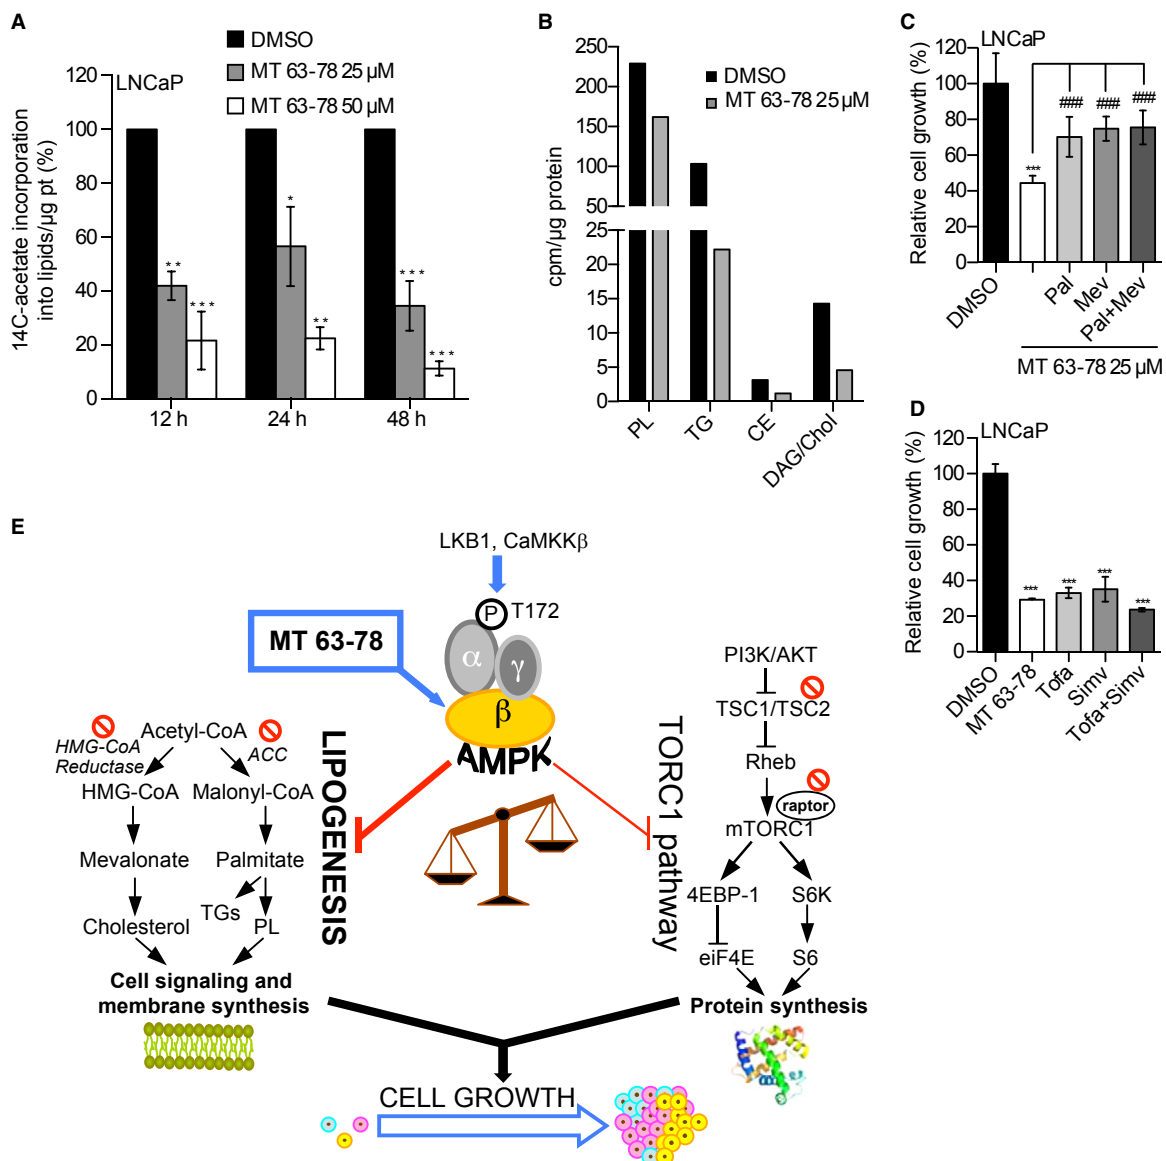 A
DMSO
MT 63-78 25 µM
MT 63-78 50 µM
LNCaP
14C-acetate incorporation
into lipids/µg pt (%)
120
100
80
60
40
20
0
**
***
*
**
***
***
12 h
24 h
48 h
B
DMSO
MT 63-78 25 µM
cpm/µg protein
250
200
150
100
50
25
20
15
10
5
0
PL
TG
CE
DAG/Chol
C
LNCaP
Relative cell growth (%)
120
100
80
60
40
20
0
***
###
###
###
DMSO
Pal
Mev
Pal+Mev
MT 63-78 25 µM
D
LNCaP
Relative cell growth (%)
120
100
80
60
40
20
0
***
***
***
***
DMSO
MT 63-78
Tofa
Simv
Tofa+Simv
E
LKB1, CaMKKβ
P
T172
MT 63-78
α
γ
β
AMPK
Acetyl-CoA
HMG-CoA
Reductase
ACC
HMG-CoA
Malonyl-CoA
Mevalonate
Palmitate
TGs
Cholesterol
PL
Cell signaling and
membrane synthesis
LIPOGENESIS
TORC1 pathway
PI3K/AKT
TSC1/TSC2
Rheb
raptor
mTORC1
4EBP-1
S6K
eiF4E
S6
Protein synthesis
CELL GROWTH